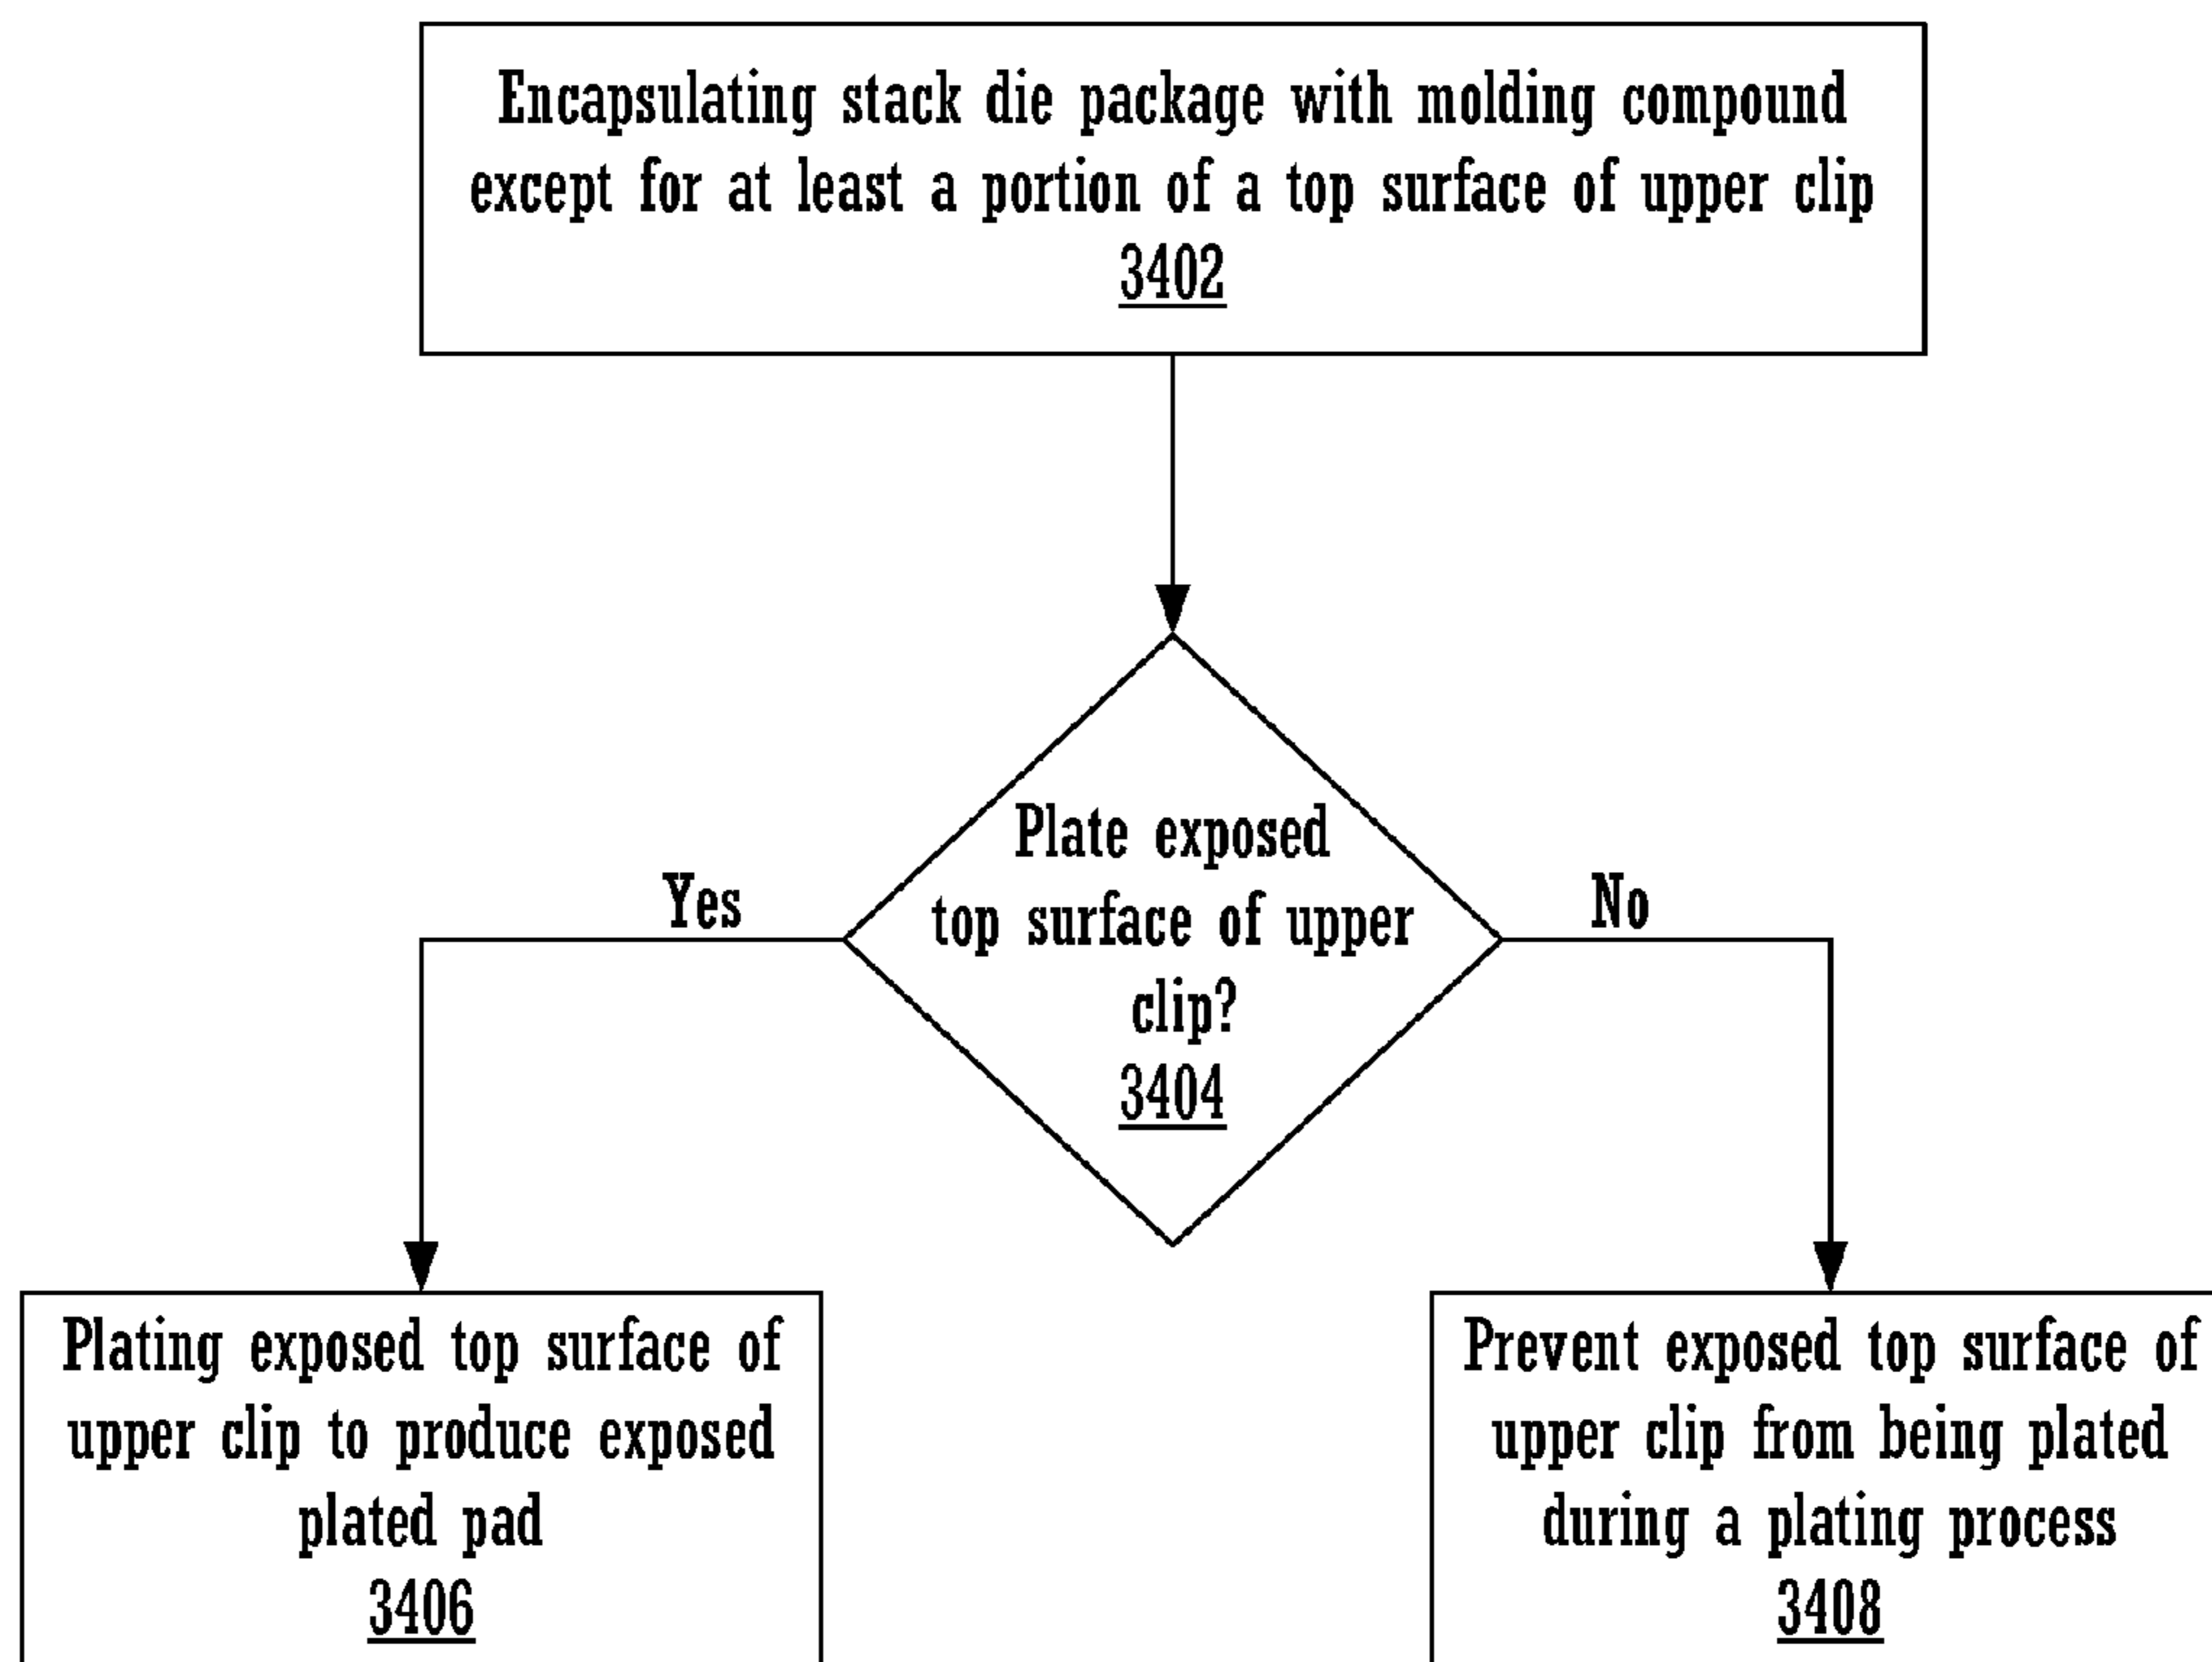 Encapsulating stack die package with molding compound
except for at least a portion of a top surface of upper clip
3402
Plate exposed
top surface of upper
clip?
3404
Yes
No
Plating exposed top surface of
upper clip to produce exposed
plated pad
3406
Prevent exposed top surface of
upper clip from being plated
during a plating process
3408